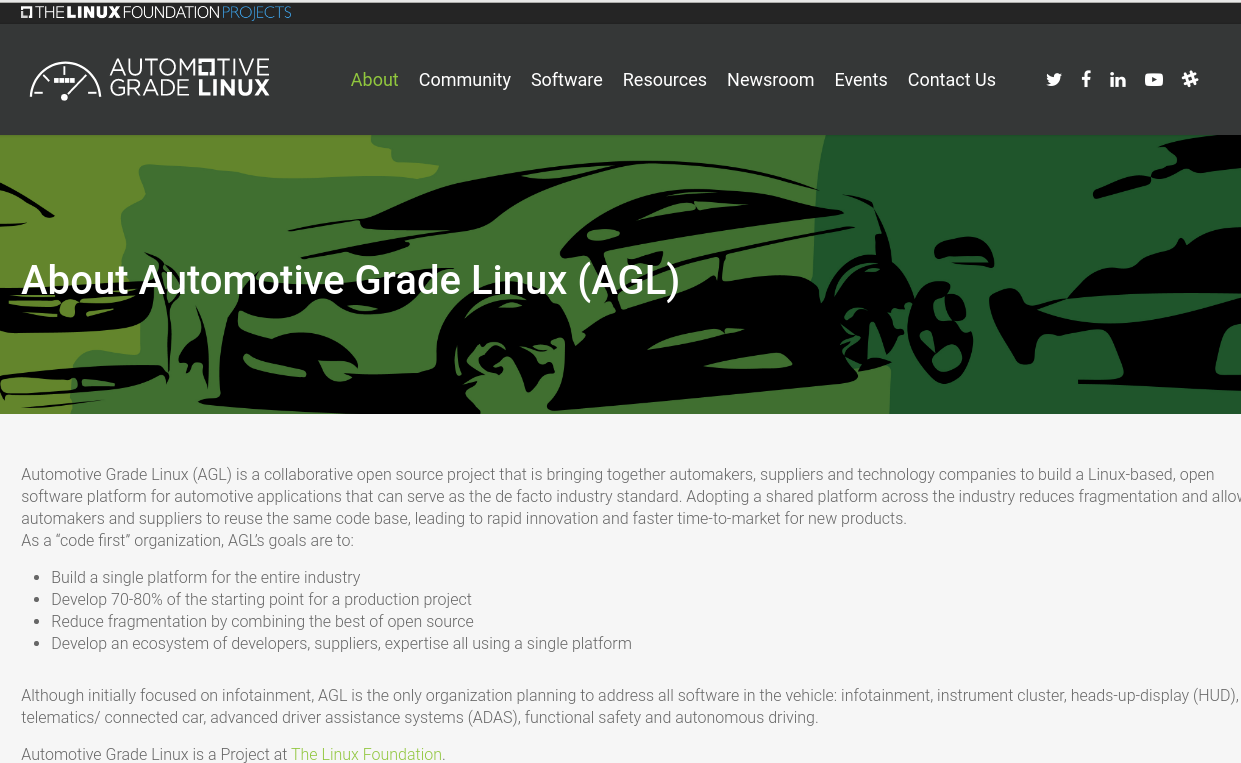 THE LINUX FOUNDATION PROJECTS
AUTOMOTIVE
GRADE LINUX
About Community Software Resources Newsroom Events Contact Us
About Automotive Grade Linux (AGL)
Automotive Grade Linux (AGL) is a collaborative open source project that is bringing together automakers, suppliers and technology companies to build a Linux-based, open
software platform for automotive applications that can serve as the de facto industry standard. Adopting a shared platform across the industry reduces fragmentation and
automakers and suppliers to reuse the same code base, leading to rapid innovation and faster time-to-market for new products.
As a “code first” organization, AGL’s goals are to:
• Build a single platform for the entire industry
• Develop 70-80% of the starting point for a production project
• Reduce fragmentation by combining the best of open source
• Develop an ecosystem of developers, suppliers, expertise all using a single platform
Although initially focused on infotainment, AGL is the only organization planning to address all software in the vehicle: infotainment, instrument cluster, heads-up-display (HUD),
telematics/ connected car, advanced driver assistance systems (ADAS), functional safety and autonomous driving.
Automotive Grade Linux is a Project at The Linux Foundation.